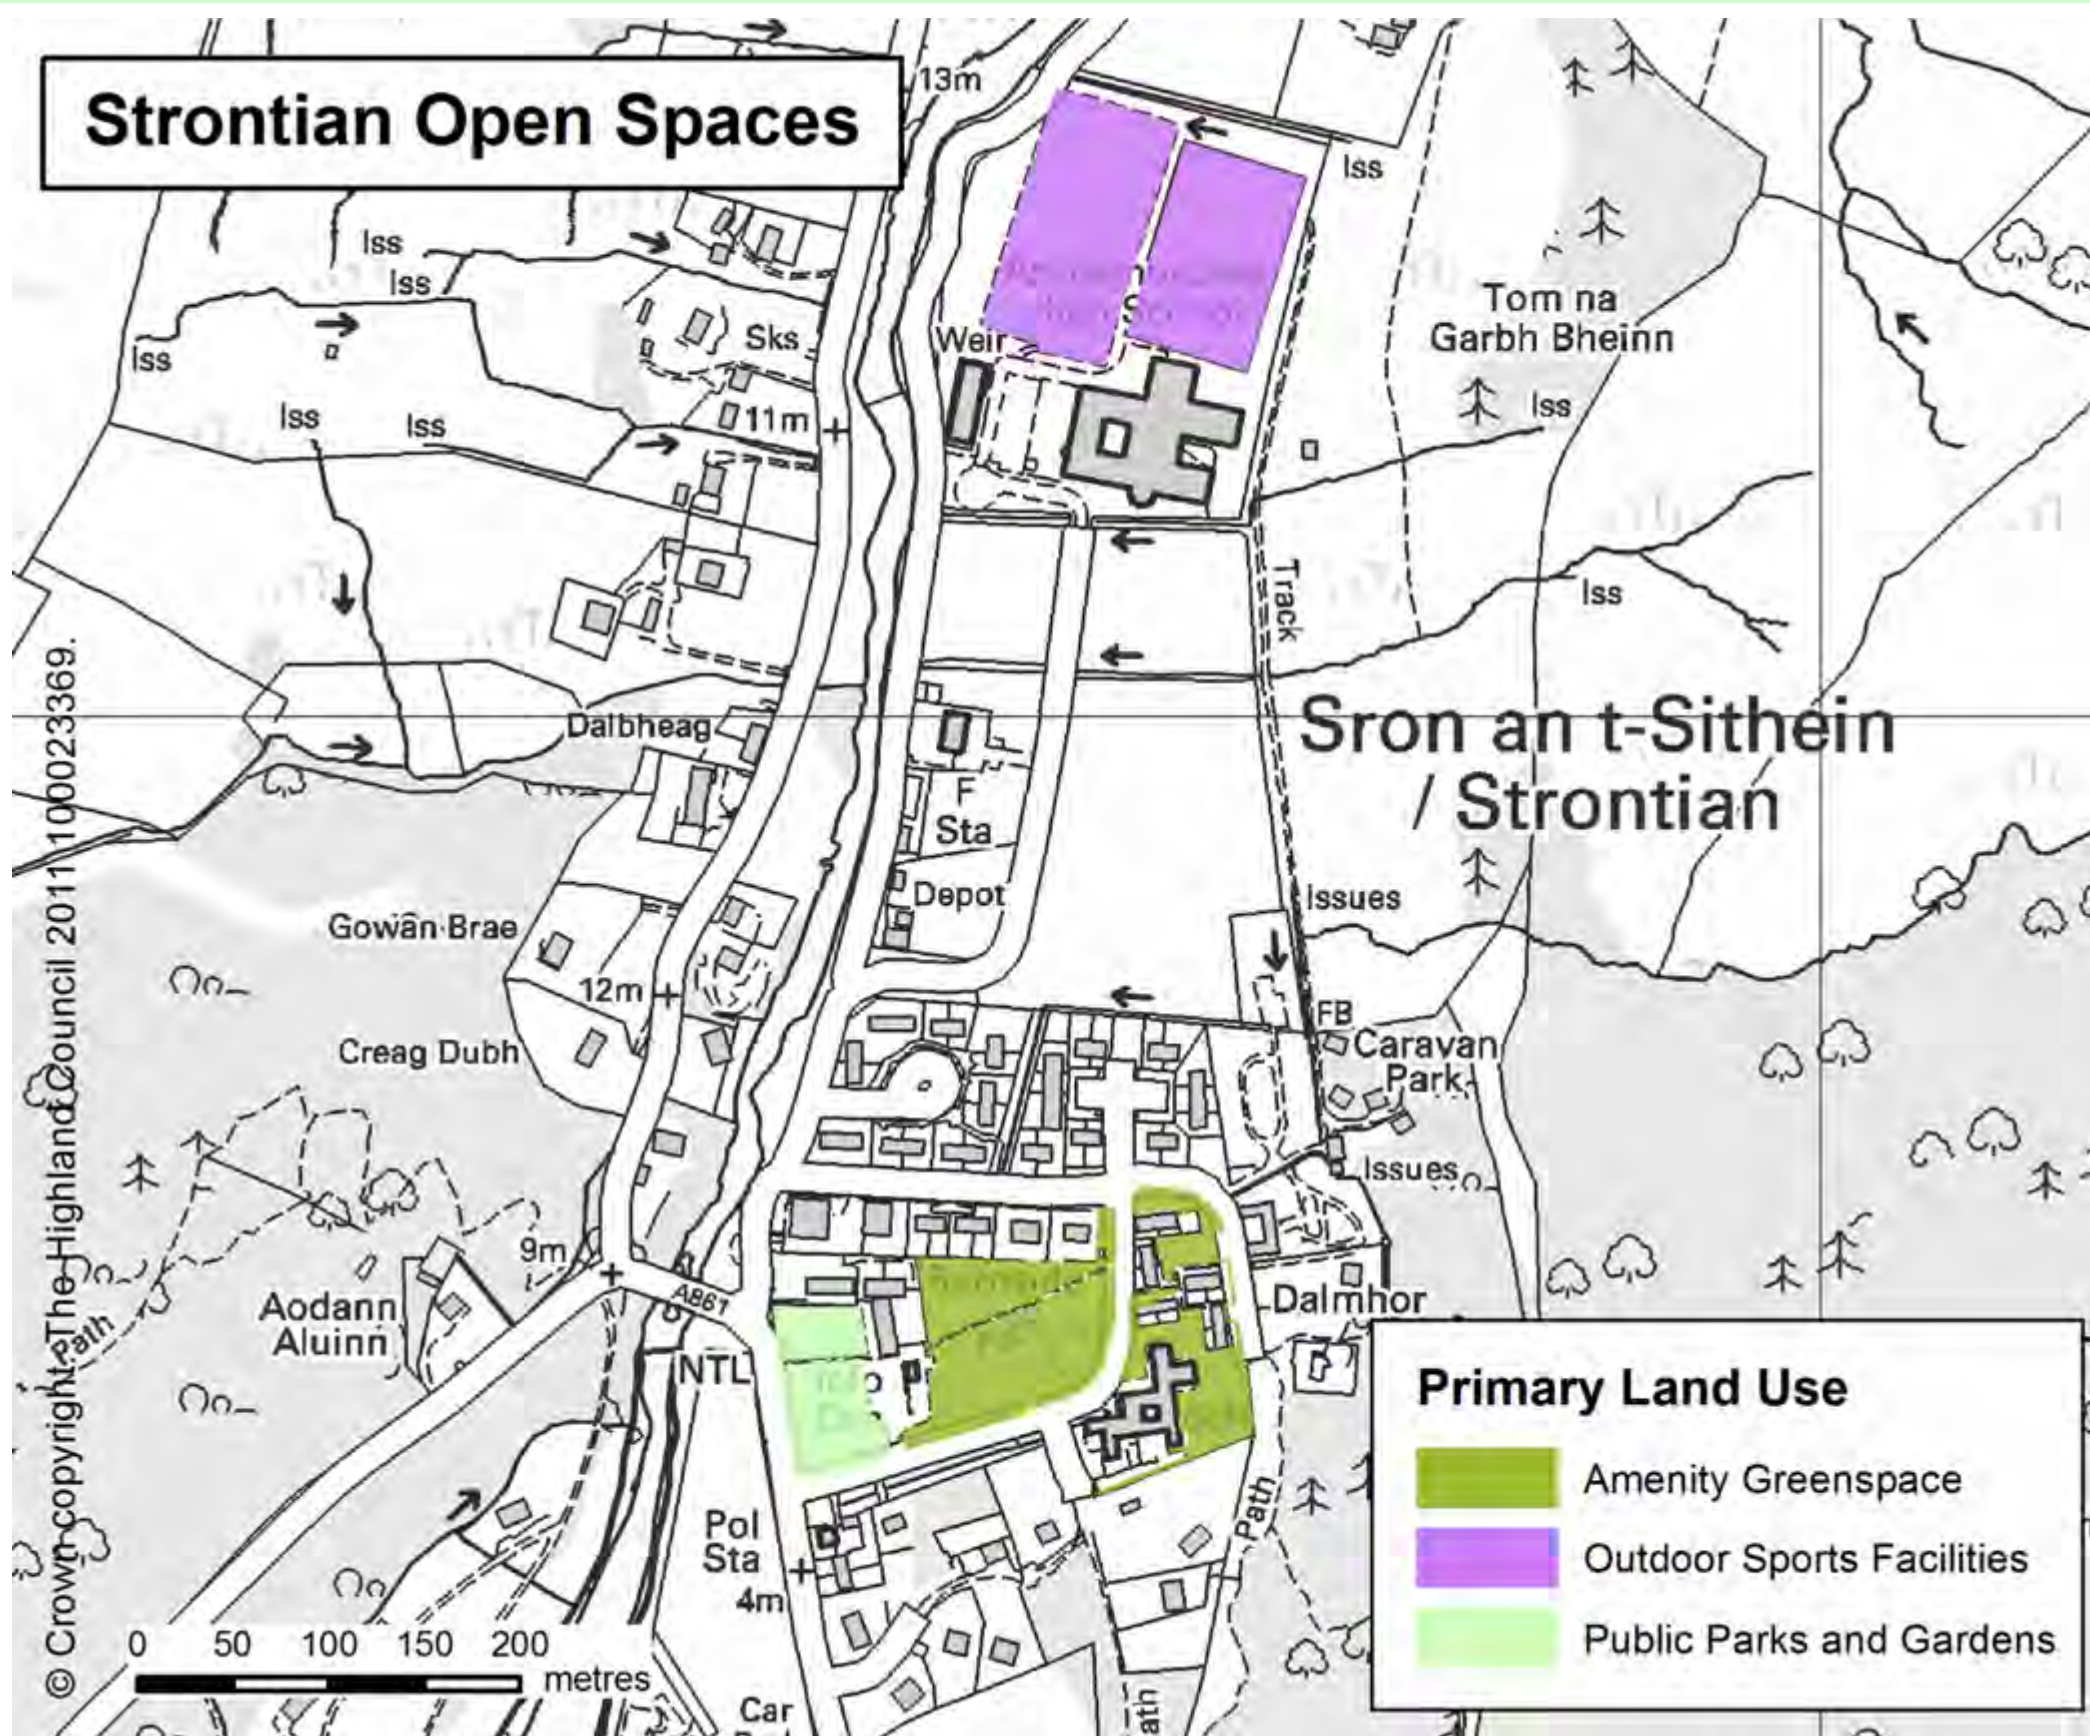 Strontian Open Spaces
13m
Iss
Iss
Iss
Tom na
Garbh Bheinn
Sks
Weir
Iss
Iss
Iss
Iss
11m
Track
Iss
Dalbheag
Sron an t-Sithein
/ Strontian
F
Sta
Depot
Issues
Gowan Brae
12m
FB
Creag Dubh
Caravan
Park
Issues
9m
A861
Aodann
Aluinn
Dalmhor
Path
NTL
Path
Pol
Sta
4m
Car
© Crown copyright. The Highland Council 2011 100023369.
0 50 100 150 200
metres
Primary Land Use
Amenity Greenspace
Outdoor Sports Facilities
Public Parks and Gardens